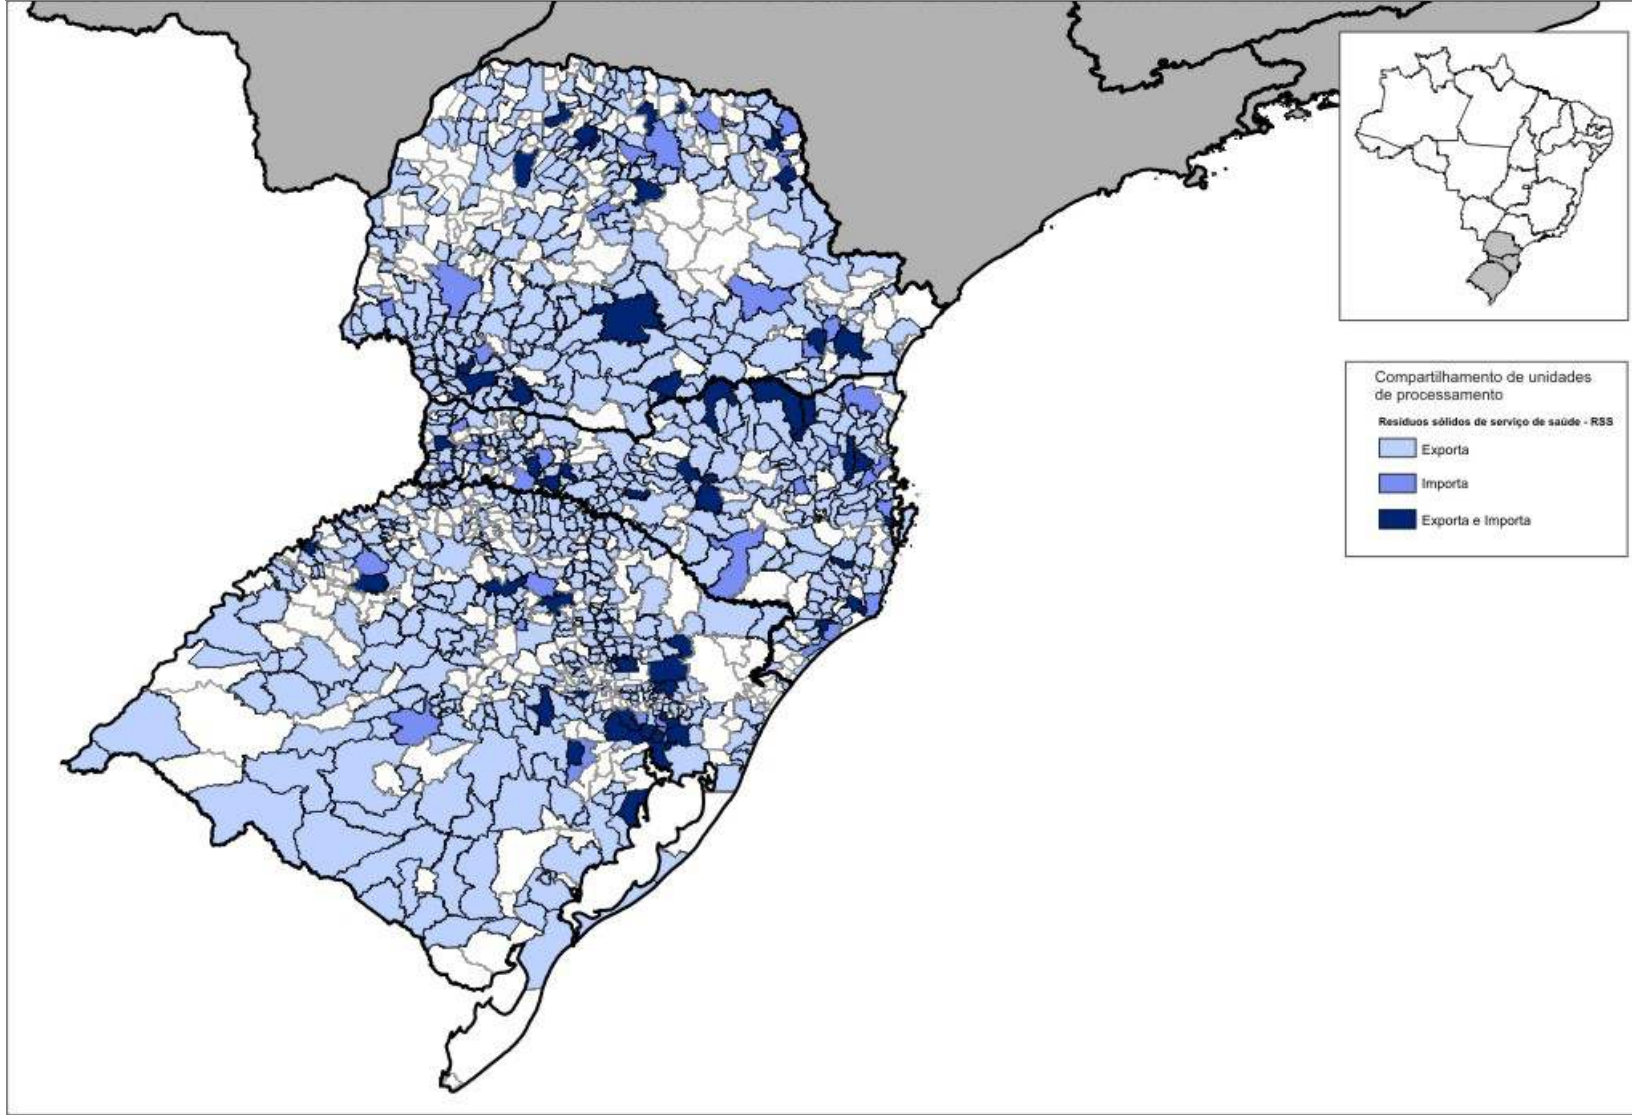 Compartilhamento de unidades
de processamento
Resíduos sólidos de serviço de saúde - RSS
Exporta
Importa
Exporta e Importa